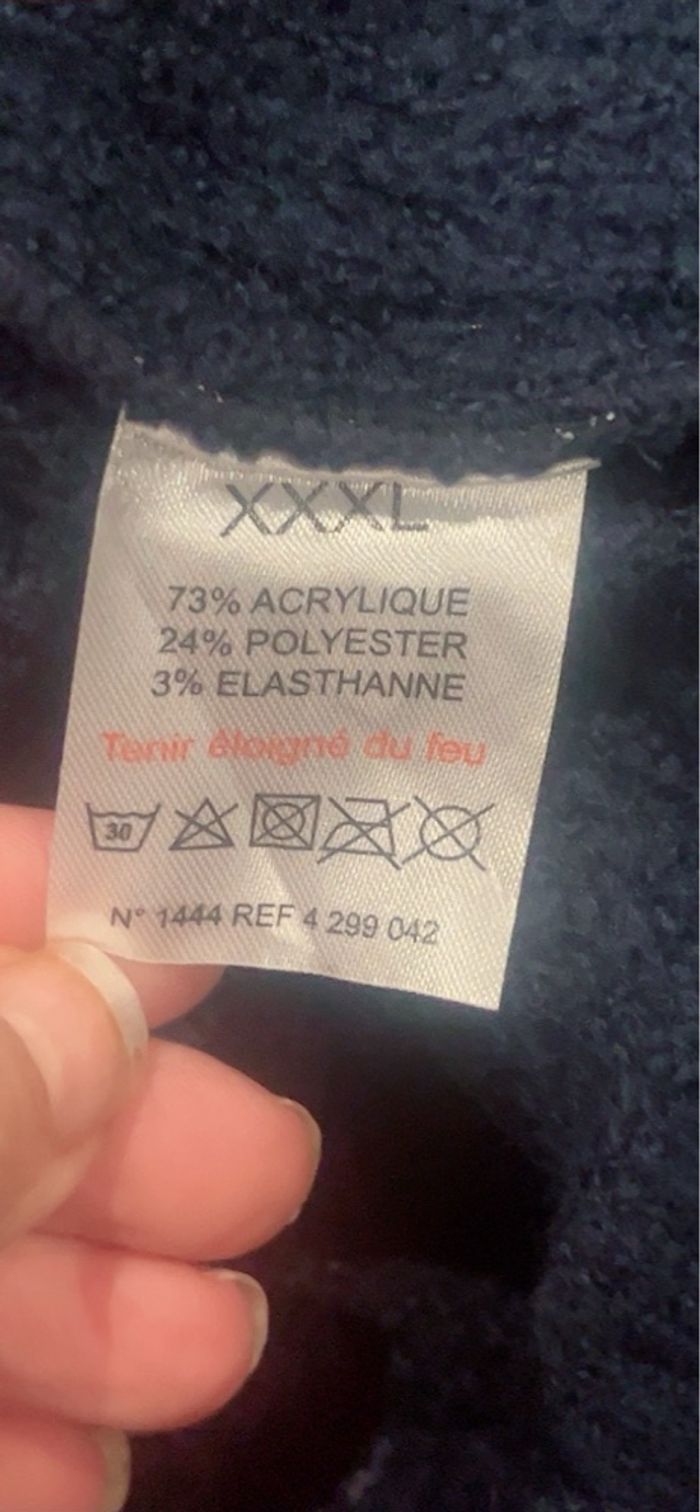 XXXL
73% ACRYLIQUE
24% POLYESTER
3% ELASTHANNE
Tenir éloigné du feu
30
N° 1444 REF 4 299 042